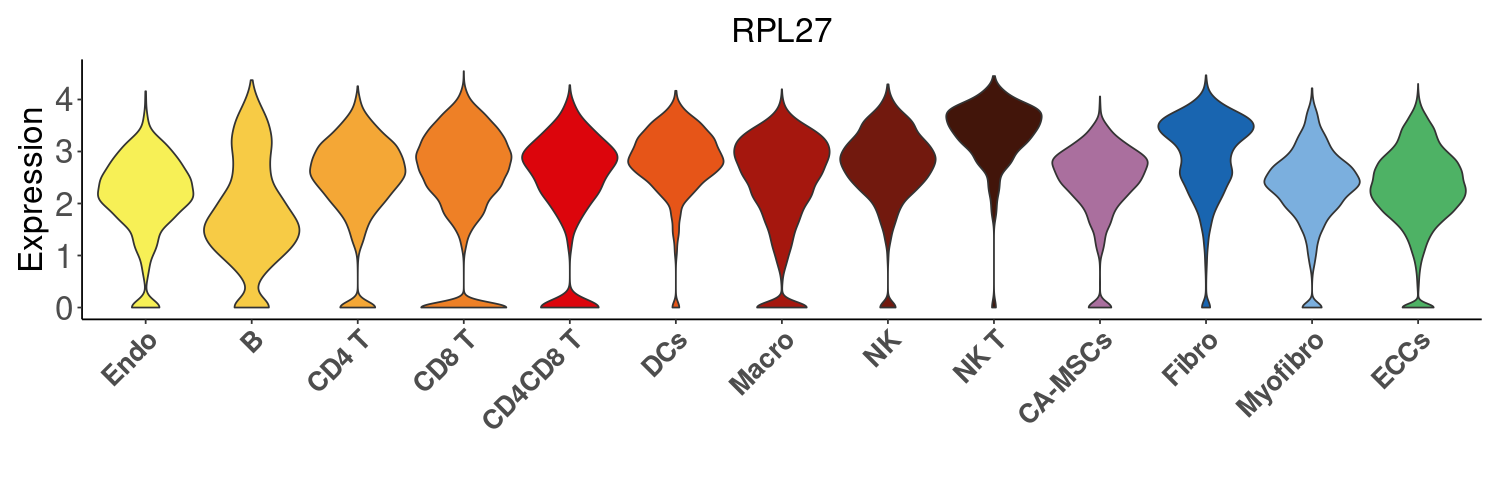 RPL27
Expression
4
3
2
1
0
Endo
B
CD4 T
CD8 T
CD4CD8 T
DCs
Macro
NK
NK T
CA-MSCs
Fibro
Myofibro
ECCs